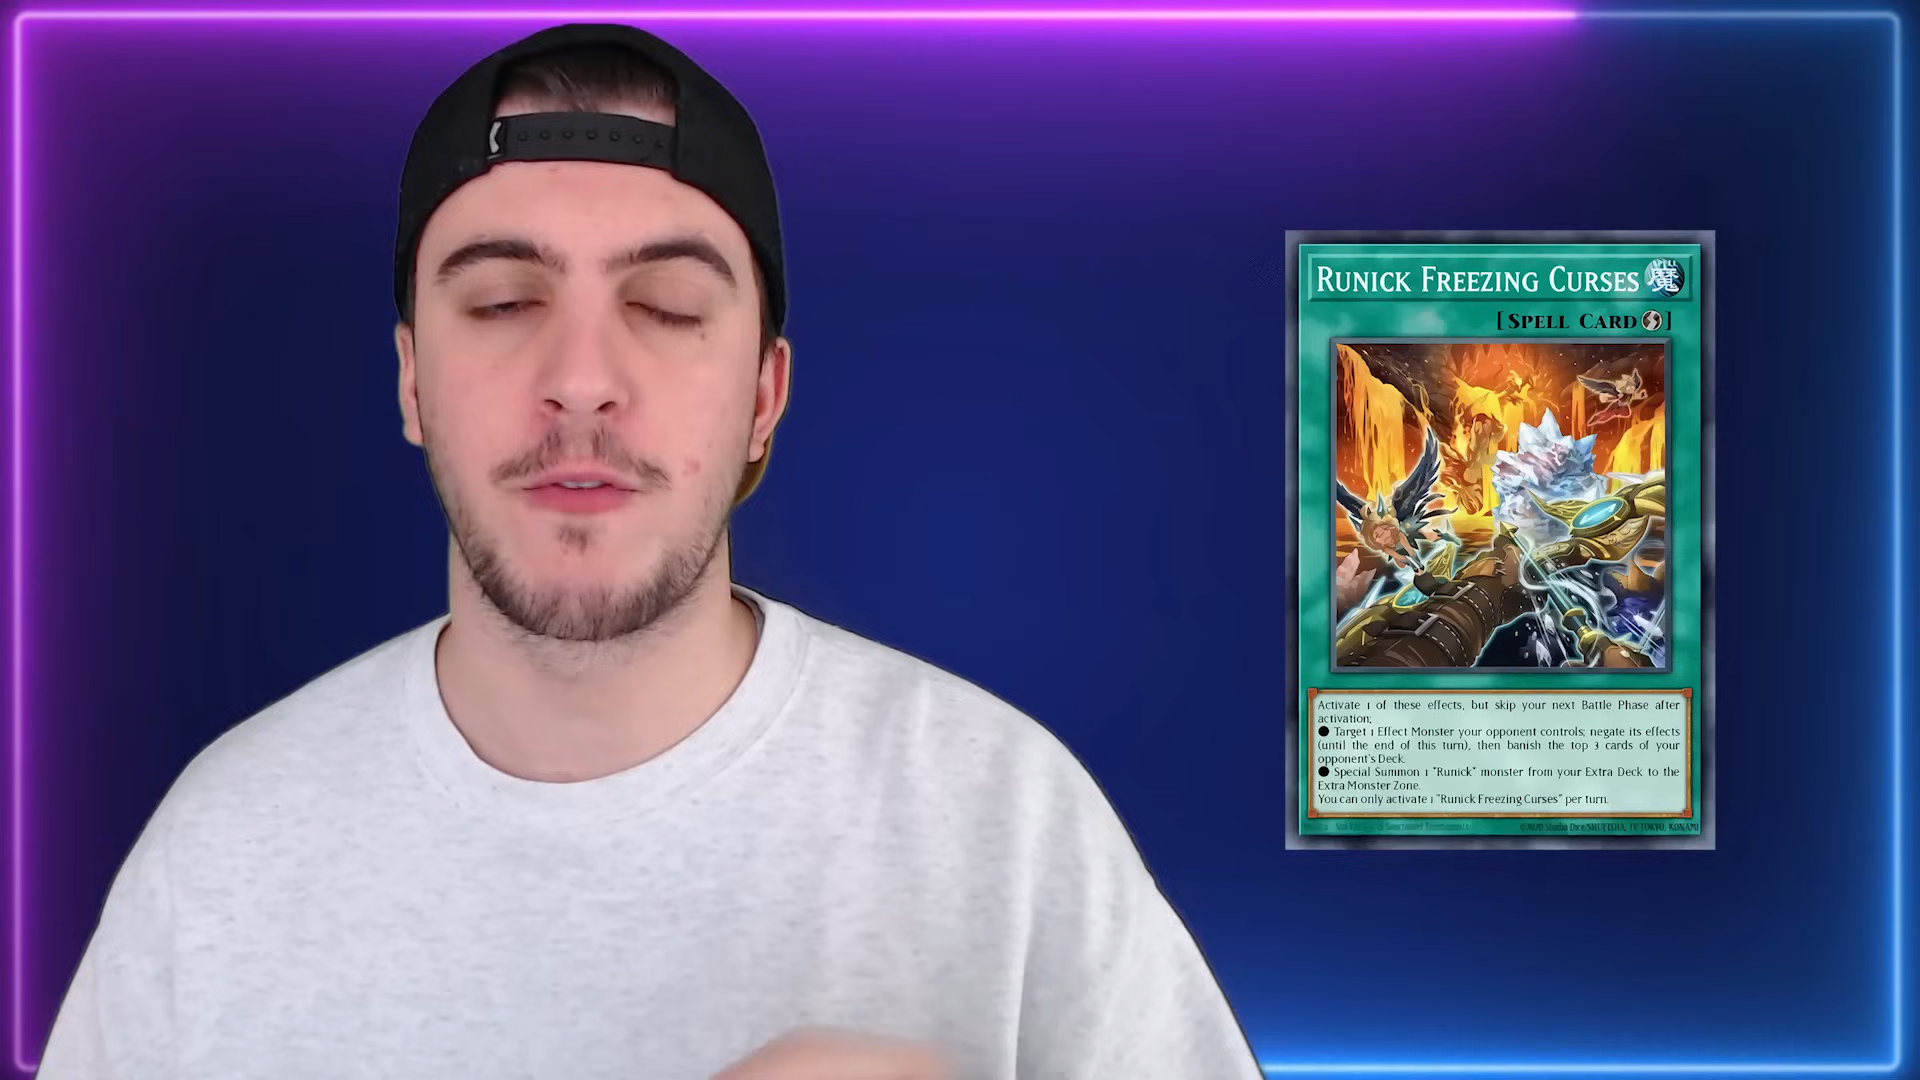 RUNICK FREEZING CURSES
魔
[SPELL CARD]
Activate 1 of these effects, but skip your next Battle Phase after
activation;
● Target 1 Effect Monster your opponent controls; negate its effects
(until the end of this turn), then banish the top 3 cards of your
opponent's Deck.
● Special Summon 1 "Runick" monster from your Extra Deck to the
Extra Monster Zone.
You can only activate 1 "Runick Freezing Curses" per turn.